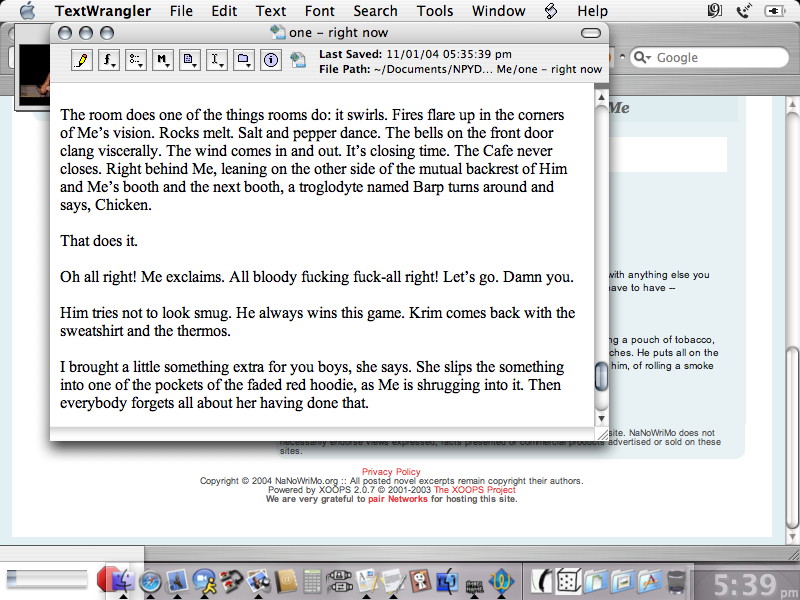 TextWrangler File Edit Text Font Search Tools Window Help
one - right now
Last Saved: 11/01/04 05:35:39 pm
File Path: ~/Documents/NPYD... Me/one - right now
Google
Me
The room does one of the things rooms do: it swirls. Fires flare up in the corners
of Me’s vision. Rocks melt. Salt and pepper dance. The bells on the front door
clang viscerally. The wind comes in and out. It’s closing time. The Cafe never
closes. Right behind Me, leaning on the other side of the mutual backrest of Him
and Me’s booth and the next booth, a troglodyte named Barp turns around and
says, Chicken.
That does it.
Oh all right! Me exclaims. All bloody fucking fuck-all right! Let’s go. Damn you.
Him tries not to look smug. He always wins this game. Krim comes back with the
sweatshirt and the thermos.
I brought a little something extra for you boys, she says. She slips the something
into one of the pockets of the faded red hoodie, as Me is shrugging into it. Then
everybody forgets all about her having done that.
with anything else you
ave to have --
ng a pouch of tobacco,
ches. He puts all on the
him, of rolling a smoke
site. NaNoWriMo does not
necessarily endorse views expressed, facts presented or commercial products advertised or sold on these
sites.
Privacy Policy
Copyright © 2004 NaNoWriMo.org :: All posted novel excerpts remain copyright their authors.
Powered by XOOPS 2.0.7 © 2001-2003 The XOOPS Project
We are very grateful to pair Networks for hosting this site.
5:39 pm